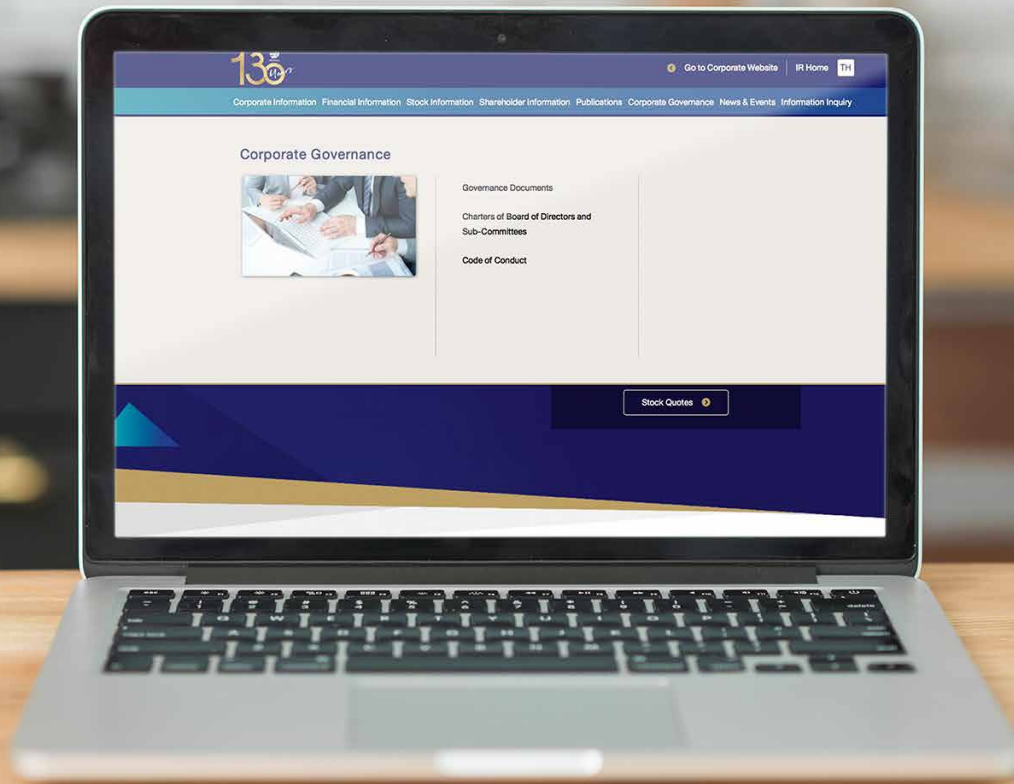 130
Go to Corporate Website
IR Home
TH
Corporate Information Financial Information Stock Information Shareholder Information Publications Corporate Governance News & Events Information Inquiry
Corporate Governance
Governance Documents
Charters of Board of Directors and
Sub-Committees
Code of Conduct
Stock Quotes
delete